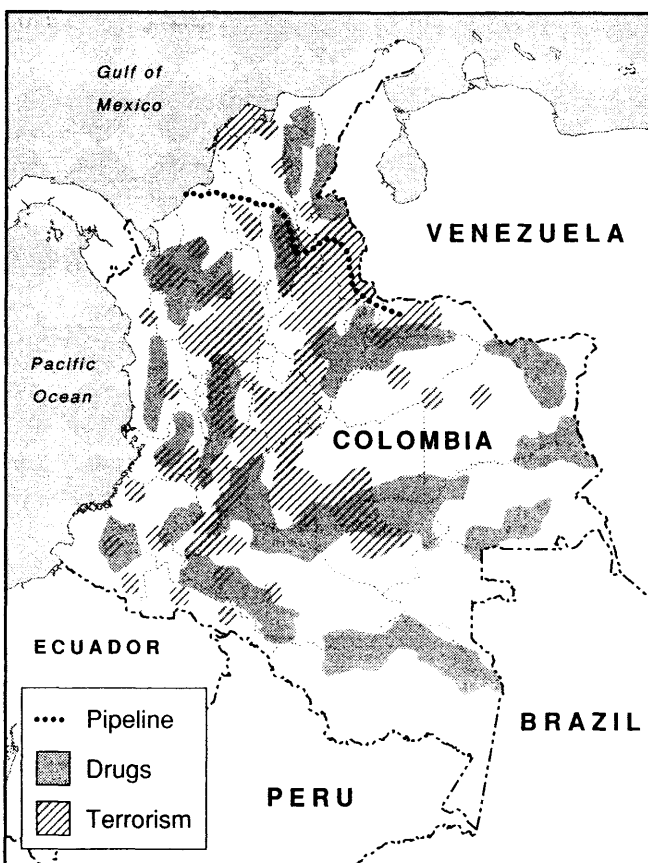 Gulf of
Mexico
VENEZUELA
Pacific
Ocean
COLOMBIA
ECUADOR
BRAZIL
PERU
Pipeline
Drugs
Terrorism